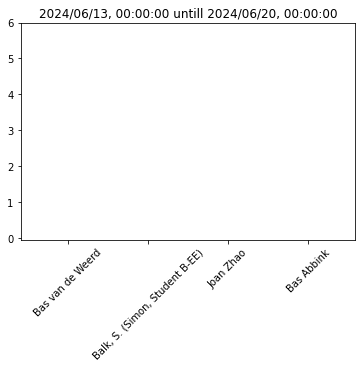 2024/06/13, 00:00:00 untill 2024/06/20, 00:00:00
6
5
4
3
2
1
0
Bas van de Weerd
Balk, S. (Simon, Student B-EE)
Joan Zhao
Bas Abbink